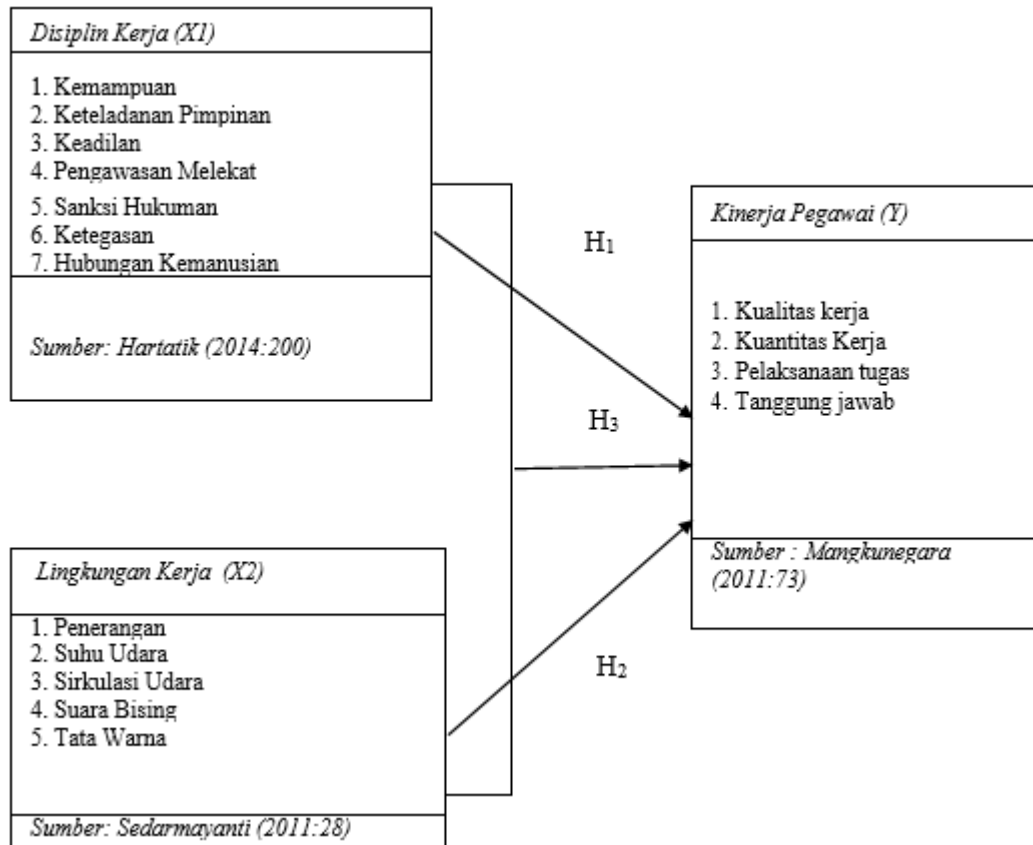 Disiplin Kerja (X1)
1. Kemampuan
2. Keteladanan Pimpinan
3. Keadilan
4. Pengawasan Melekat
5. Sanksi Hukuman
6. Ketegasan
7. Hubungan Kemanusian
Sumber: Hartatik (2014:200)
H1
H3
H2
Lingkungan Kerja (X2)
1. Penerangan
2. Suhu Udara
3. Sirkulasi Udara
4. Suara Bising
5. Tata Warna
Sumber: Sedarmayanti (2011:28)
Kinerja Pegawai (Y)
1. Kualitas kerja
2. Kuantitas Kerja
3. Pelaksanaan tugas
4. Tanggung jawab
Sumber : Mangkunegara
(2011:73)